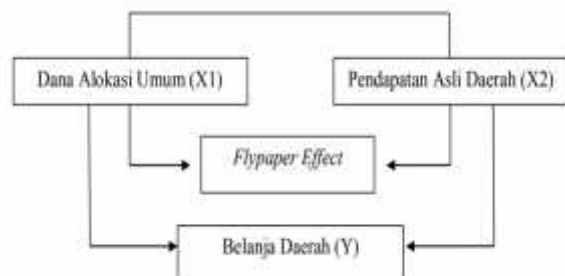 Dana Alokasi Umum (X1)
Pendapatan Asli Daerah (X2)
Flypaper Effect
Belanja Daerah (Y)